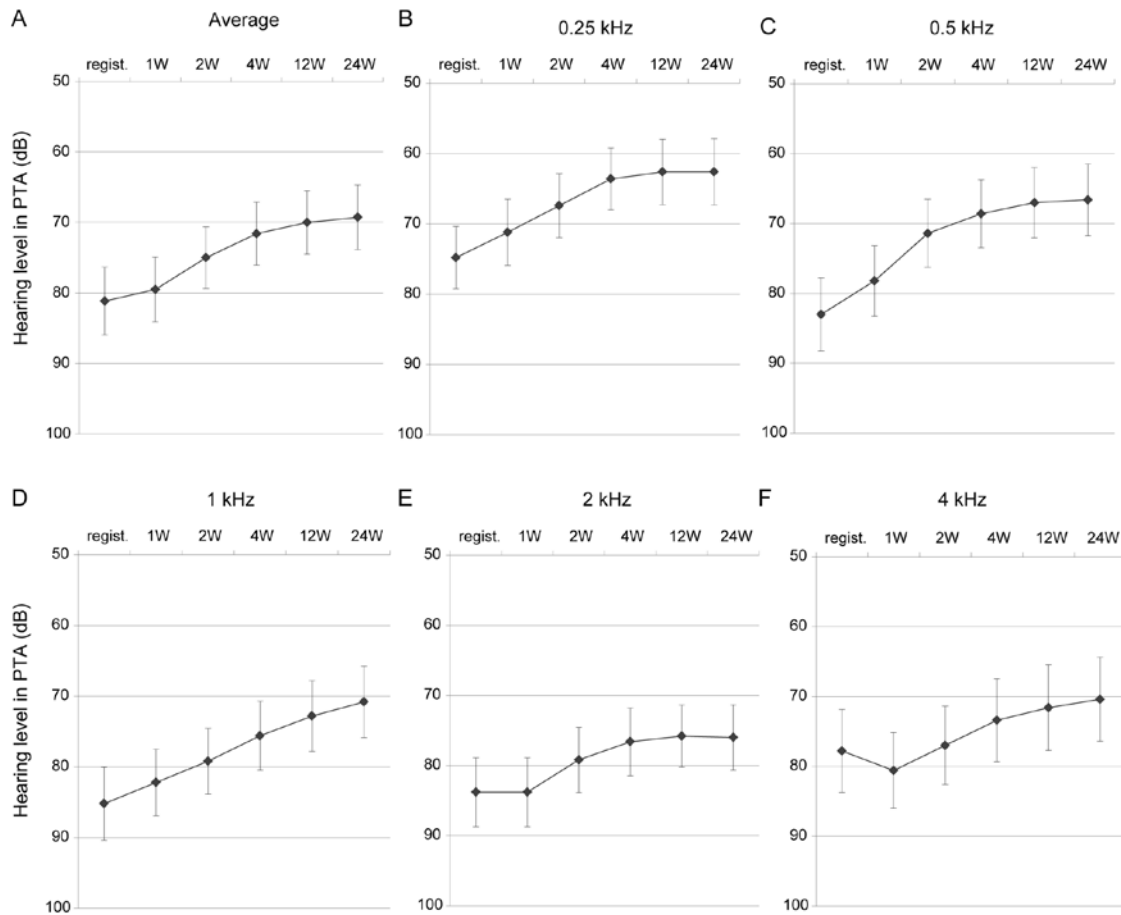 A
Average
regist. 1W 2W 4W 12W 24W
50
60
70
80
90
100
Hearing level in PTA (dB)
B
0.25 kHz
regist. 1W 2W 4W 12W 24W
50
60
70
80
90
100
C
0.5 kHz
regist. 1W 2W 4W 12W 24W
50
60
70
80
90
100
D
1 kHz
regist. 1W 2W 4W 12W 24W
50
60
70
80
90
100
Hearing level in PTA (dB)
E
2 kHz
regist. 1W 2W 4W 12W 24W
50
60
70
80
90
100
F
4 kHz
regist. 1W 2W 4W 12W 24W
50
60
70
80
90
100